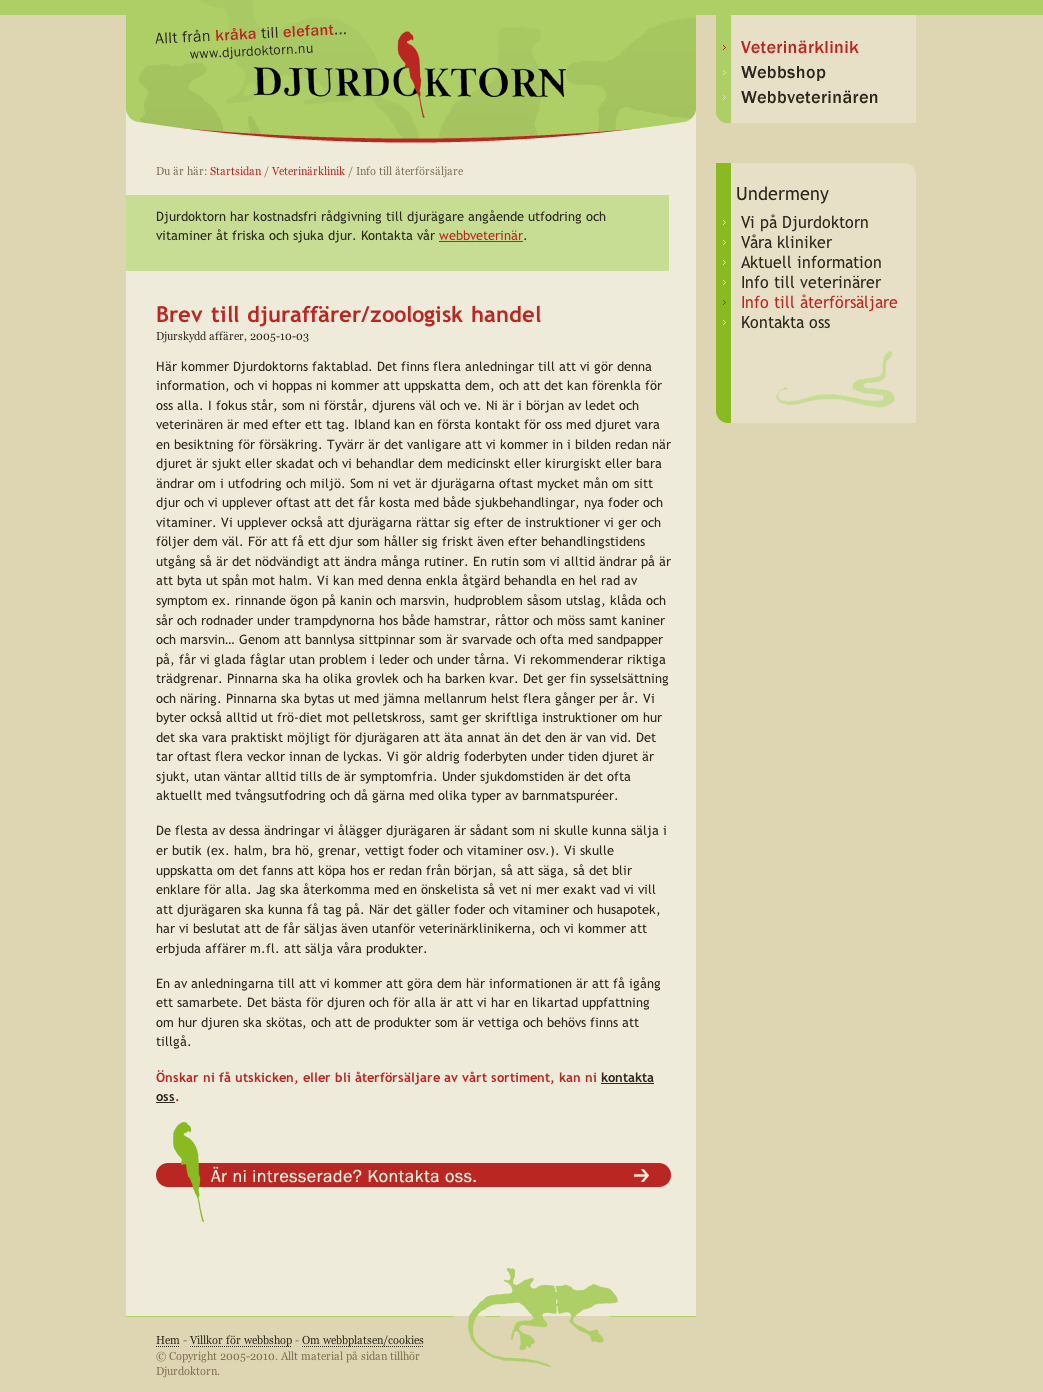 Allt från kråka till elefant...
www.djurdoktorn.nu
DJURDOKTORN
Veterinärklinik
Webbshop
Webbveterinären
Du är här: Startsidan / Veterinärklinik / Info till återförsäljare
Djurdoktorn har kostnadsfri rådgivning till djurägare angående utfodring och
vitaminer åt friska och sjuka djur. Kontakta vår webbveterinär.
Undermeny
Vi på Djurdoktorn
Våra kliniker
Aktuell information
Info till veterinärer
Info till återförsäljare
Kontakta oss
Brev till djuraffärer/zoologisk handel
Djurskydd affärer, 2005-10-03
Här kommer Djurdoktorns faktablad. Det finns flera anledningar till att vi gör denna
information, och vi hoppas ni kommer att uppskatta dem, och att det kan förenkla för
oss alla. I fokus står, som ni förstår, djurens väl och ve. Ni är i början av ledet och
veterinären är med efter ett tag. Ibland kan en första kontakt för oss med djuret vara
en besiktning för försäkring. Tyvärr är det vanligare att vi kommer in i bilden redan när
djuret är sjukt eller skadat och vi behandlar dem medicinskt eller kirurgiskt eller bara
ändrar om i utfodring och miljö. Som ni vet är djurägarna oftast mycket mån om sitt
djur och vi upplever oftast att det får kosta med både sjukbehandlingar, nya foder och
vitaminer. Vi upplever också att djurägarna rättar sig efter de instruktioner vi ger och
följer dem väl. För att få ett djur som håller sig friskt även efter behandlingstidens
utgång så är det nödvändigt att ändra många rutiner. En rutin som vi alltid ändrar på är
att byta ut spån mot halm. Vi kan med denna enkla åtgärd behandla en hel rad av
symptom ex. rinnande ögon på kanin och marsvin, hudproblem såsom utslag, klåda och
sår och rodnader under trampdynorna hos både hamstrar, råttor och möss samt kaniner
och marsvin… Genom att bannlysa sittpinnar som är svarvade och ofta med sandpapper
på, får vi glada fåglar utan problem i leder och under tårna. Vi rekommenderar riktiga
trädgrenar. Pinnarna ska ha olika grovlek och ha barken kvar. Det ger fin sysselsättning
och näring. Pinnarna ska bytas ut med jämna mellanrum helst flera gånger per år. Vi
byter också alltid ut frö-diet mot pelletskross, samt ger skriftliga instruktioner om hur
det ska vara praktiskt möjligt för djurägaren att äta annat än det den är van vid. Det
tar oftast flera veckor innan de lyckas. Vi gör aldrig foderbyten under tiden djuret är
sjukt, utan väntar alltid tills de är symptomfria. Under sjukdomstiden är det ofta
aktuellt med tvångsutfodring och då gärna med olika typer av barnmatspuréer.
De flesta av dessa ändringar vi ålägger djurägaren är sådant som ni skulle kunna sälja i
er butik (ex. halm, bra hö, grenar, vettigt foder och vitaminer osv.). Vi skulle
uppskatta om det fanns att köpa hos er redan från början, så att säga, så det blir
enklare för alla. Jag ska återkomma med en önskelista så vet ni mer exakt vad vi vill
att djurägaren ska kunna få tag på. När det gäller foder och vitaminer och husapotek,
har vi beslutat att de får säljas även utanför veterinärklinikerna, och vi kommer att
erbjuda affärer m.fl. att sälja våra produkter.
En av anledningarna till att vi kommer att göra dem här informationen är att få igång
ett samarbete. Det bästa för djuren och för alla är att vi har en likartad uppfattning
om hur djuren ska skötas, och att de produkter som är vettiga och behövs finns att
tillgå.
Önskar ni få utskicken, eller bli återförsäljare av vårt sortiment, kan ni kontakta
oss.
Är ni intresserade? Kontakta oss.
Hem - Villkor för webbshop - Om webbplatsen/cookies
© Copyright 2005-2010. Allt material på sidan tillhör
Djurdoktorn.